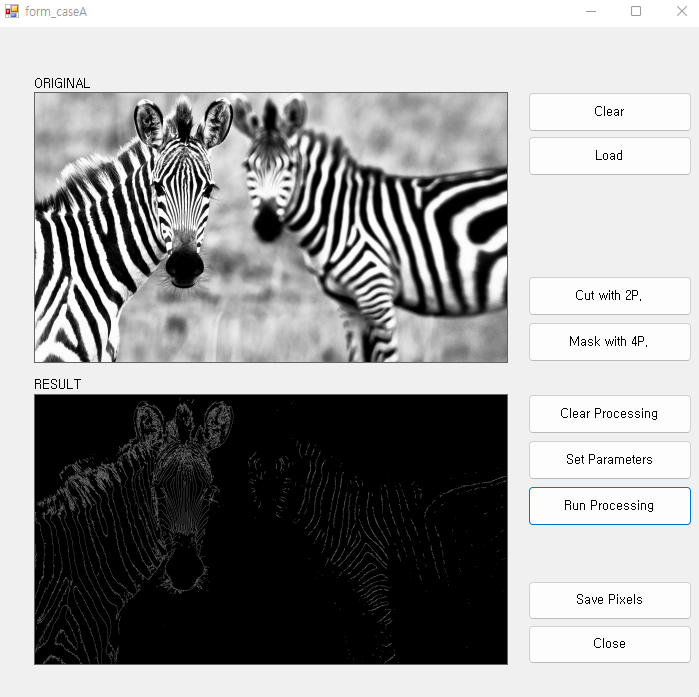 form_caseA
ORIGINAL
Clear
Load
Cut with 2P.
Mask with 4P.
RESULT
Clear Processing
Set Parameters
Run Processing
Save Pixels
Close